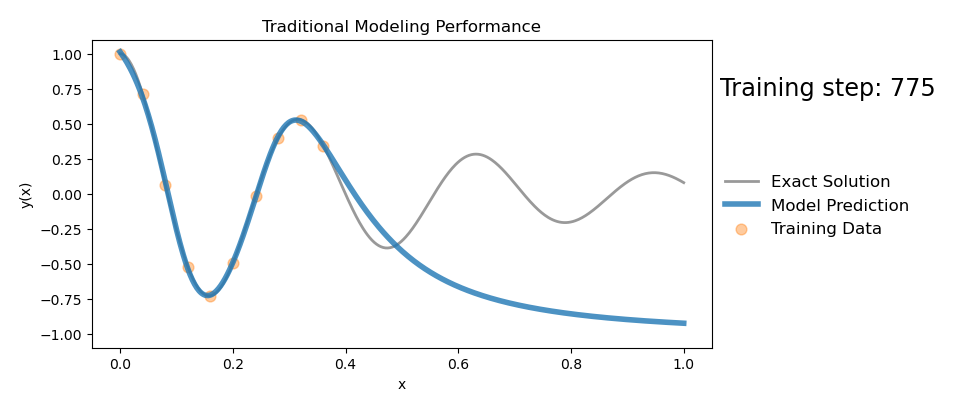 Traditional Modeling Performance
Training step: 775
1.00
0.75
0.50
0.25
0.00
−0.25
−0.50
−0.75
−1.00
y(x)
0.0 0.2 0.4 0.6 0.8 1.0
x
Exact Solution
Model Prediction
Training Data